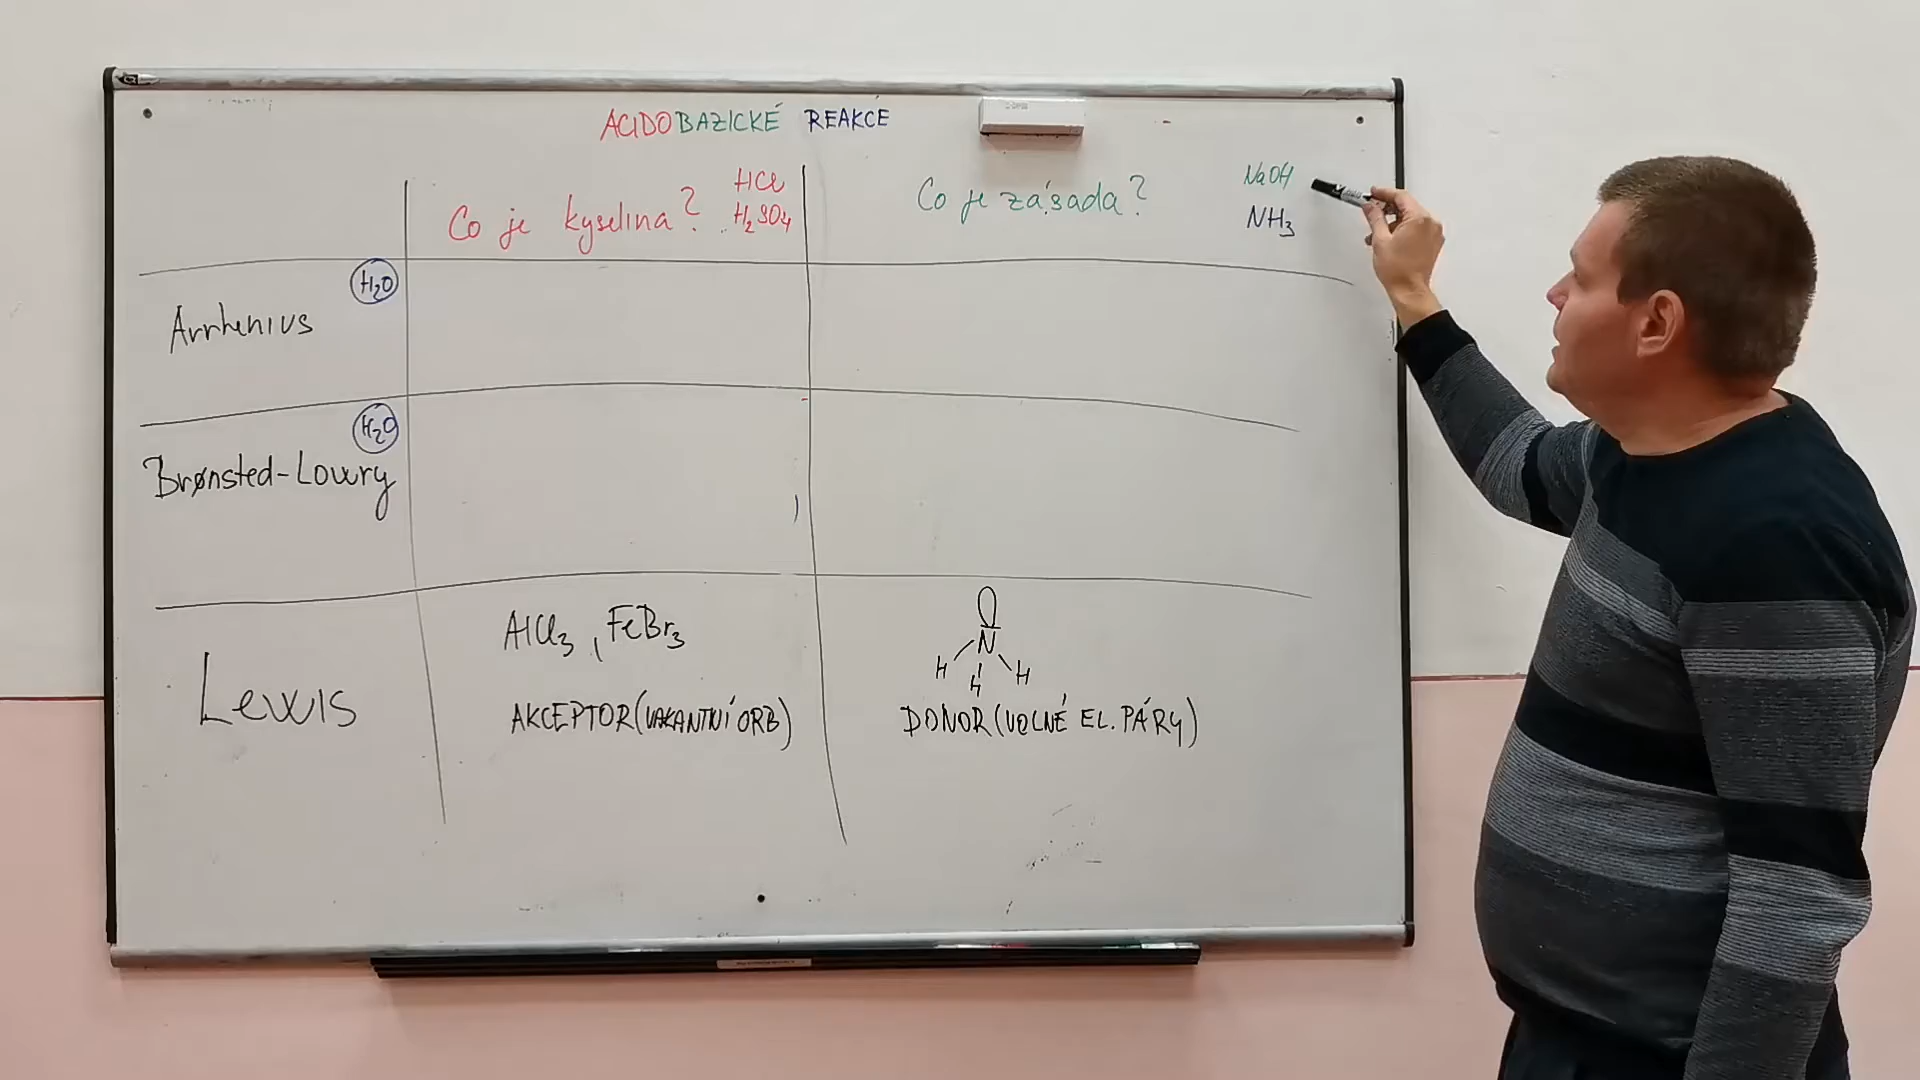 ACIDOBAZICKÉ REAKCE
Co je kyselina?
HCl
H₂SO₄
Co je zásada?
NaOH
NH₃
H₂O
Arrhenius
H₂O
Brønsted-Lowry
Lewis
AlCl₃, FeBr₃
AKCEPTOR (VAKANTNÍ ORB)
N
H H H
DONOR (VOLNÉ EL. PÁRY)